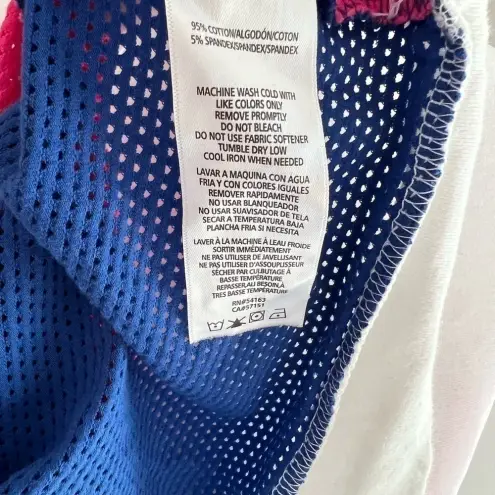 95% COTTON/ALGODÓN/COTON
5% SPANDEX/SPANDEX/SPANDEX
MACHINE WASH COLD WITH
LIKE COLORS ONLY
REMOVE PROMPTLY
DO NOT BLEACH
DO NOT USE FABRIC SOFTENER
TUMBLE DRY LOW
COOL IRON WHEN NEEDED
LAVAR A MAQUINA CON AGUA
FRIA Y CON COLORES IGUALES
REMOVER RAPIDAMENTE
NO USAR BLANQUEADOR
NO USAR SUAVISADOR DE TELA
SECAR A TEMPERATURA BAJA
PLANCHA FRIA SI NECESITA
LAVER À LA MACHINE À L'EAU FROIDE
SÉPARÉMENT IMMÉDIATEMENT
NE PAS UTILISER DE JAVELLISANT
NE PAS UTILISER D'ASSOUPLISSEUR
SÉCHER PAR CULBUTAGE À
BASSE TEMPÉRATURE
REPASSER, AU BESOIN, À
TRES BASSE TEMPÉRATURE
RN#54163
CA#57151